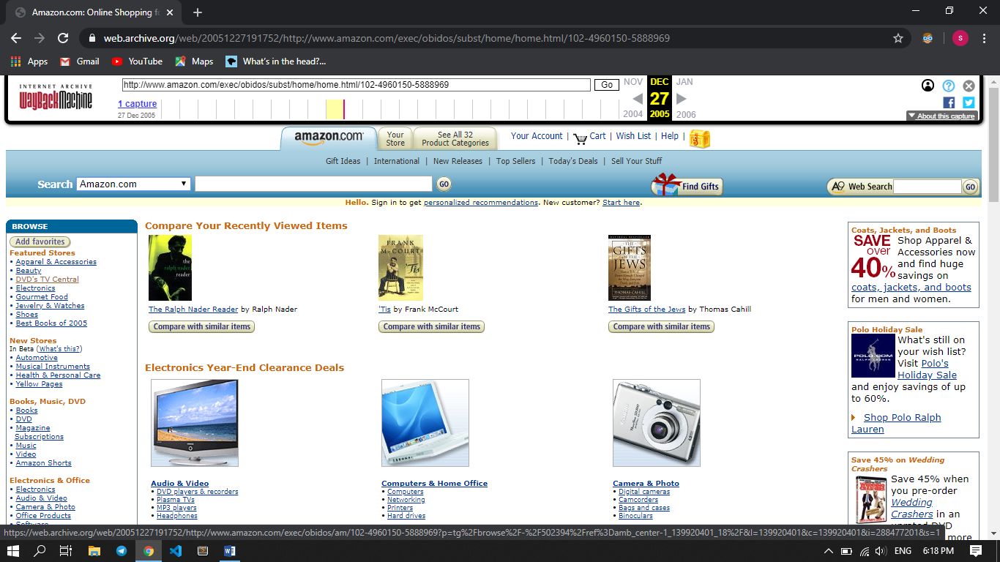 Amazon.com: Online Shopping fo
web.archive.org/web/20051227191752/http://www.amazon.com/exec/obidos/subst/home/home.html/102-4960150-5888969
S
Apps Gmail YouTube Maps What's in the head?...
INTERNET ARCHIVE
WayBackMachine
http://www.amazon.com/exec/obidos/subst/home/home.html/102-4960150-5888969
Go
NOV DEC JAN
27
2004 2005 2006
1 capture
27 Dec 2005
About this capture
amazon.com
Your Store
See All 32 Product Categories
Your Account | Cart | Wish List | Help |
Gift Ideas | International | New Releases | Top Sellers | Today's Deals | Sell Your Stuff
Search Amazon.com GO
Find Gifts
A9 Web Search GO
Hello. Sign in to get personalized recommendations. New customer? Start here.
BROWSE
Add favorites
Featured Stores
• Apparel & Accessories
• Beauty
• DVD's TV Central
• Electronics
• Gourmet Food
• Jewelry & Watches
• Shoes
• Best Books of 2005
New Stores
In Beta (What's this?)
• Automotive
• Musical Instruments
• Health & Personal Care
• Yellow Pages
Books, Music, DVD
• Books
• DVD
• Magazine
Subscriptions
• Music
• Video
• Amazon Shorts
Electronics & Office
• Electronics
• Audio & Video
• Camera & Photo
• Office Products
• Software
Compare Your Recently Viewed Items
the
ralph nader
reader
FRANK
McCOURT
'Tis
THE
GIFTS
OF THE
JEWS
THOMAS CAHILL
The Ralph Nader Reader by Ralph Nader
'Tis by Frank McCourt
The Gifts of the Jews by Thomas Cahill
Compare with similar items
Compare with similar items
Compare with similar items
Electronics Year-End Clearance Deals
Audio & Video
• DVD players & recorders
• Plasma TVs
• MP3 players
• Headphones
Computers & Home Office
• Computers
• Networking
• Printers
• Hard drives
Camera & Photo
• Digital cameras
• Camcorders
• Bags and cases
• Binoculars
Coats, Jackets, and Boots
SAVE
over
40%
Shop Apparel &
Accessories now
and find huge
savings on
coats, jackets, and boots
for men and women.
Polo Holiday Sale
POLO.COM
RALPH LAUREN
What's still on
your wish list?
Visit Polo's
Holiday Sale
and enjoy savings of up
to 60%.
Shop Polo Ralph
Lauren
Save 45% on Wedding
Crashers
Save 45% when
you pre-order
Wedding
Crashers in an
unrated DVD
more
https://web.archive.org/web/20051227191752/http://www.amazon.com/exec/obidos/am/102-4960150-5888969?p=tg%2Fbrowse%2F-%2F502394%2Fref%3Damb_center-1_139920401_18%2F&l=139920401&c=139920401&i=288477201&s=1
ENG 6:18 PM